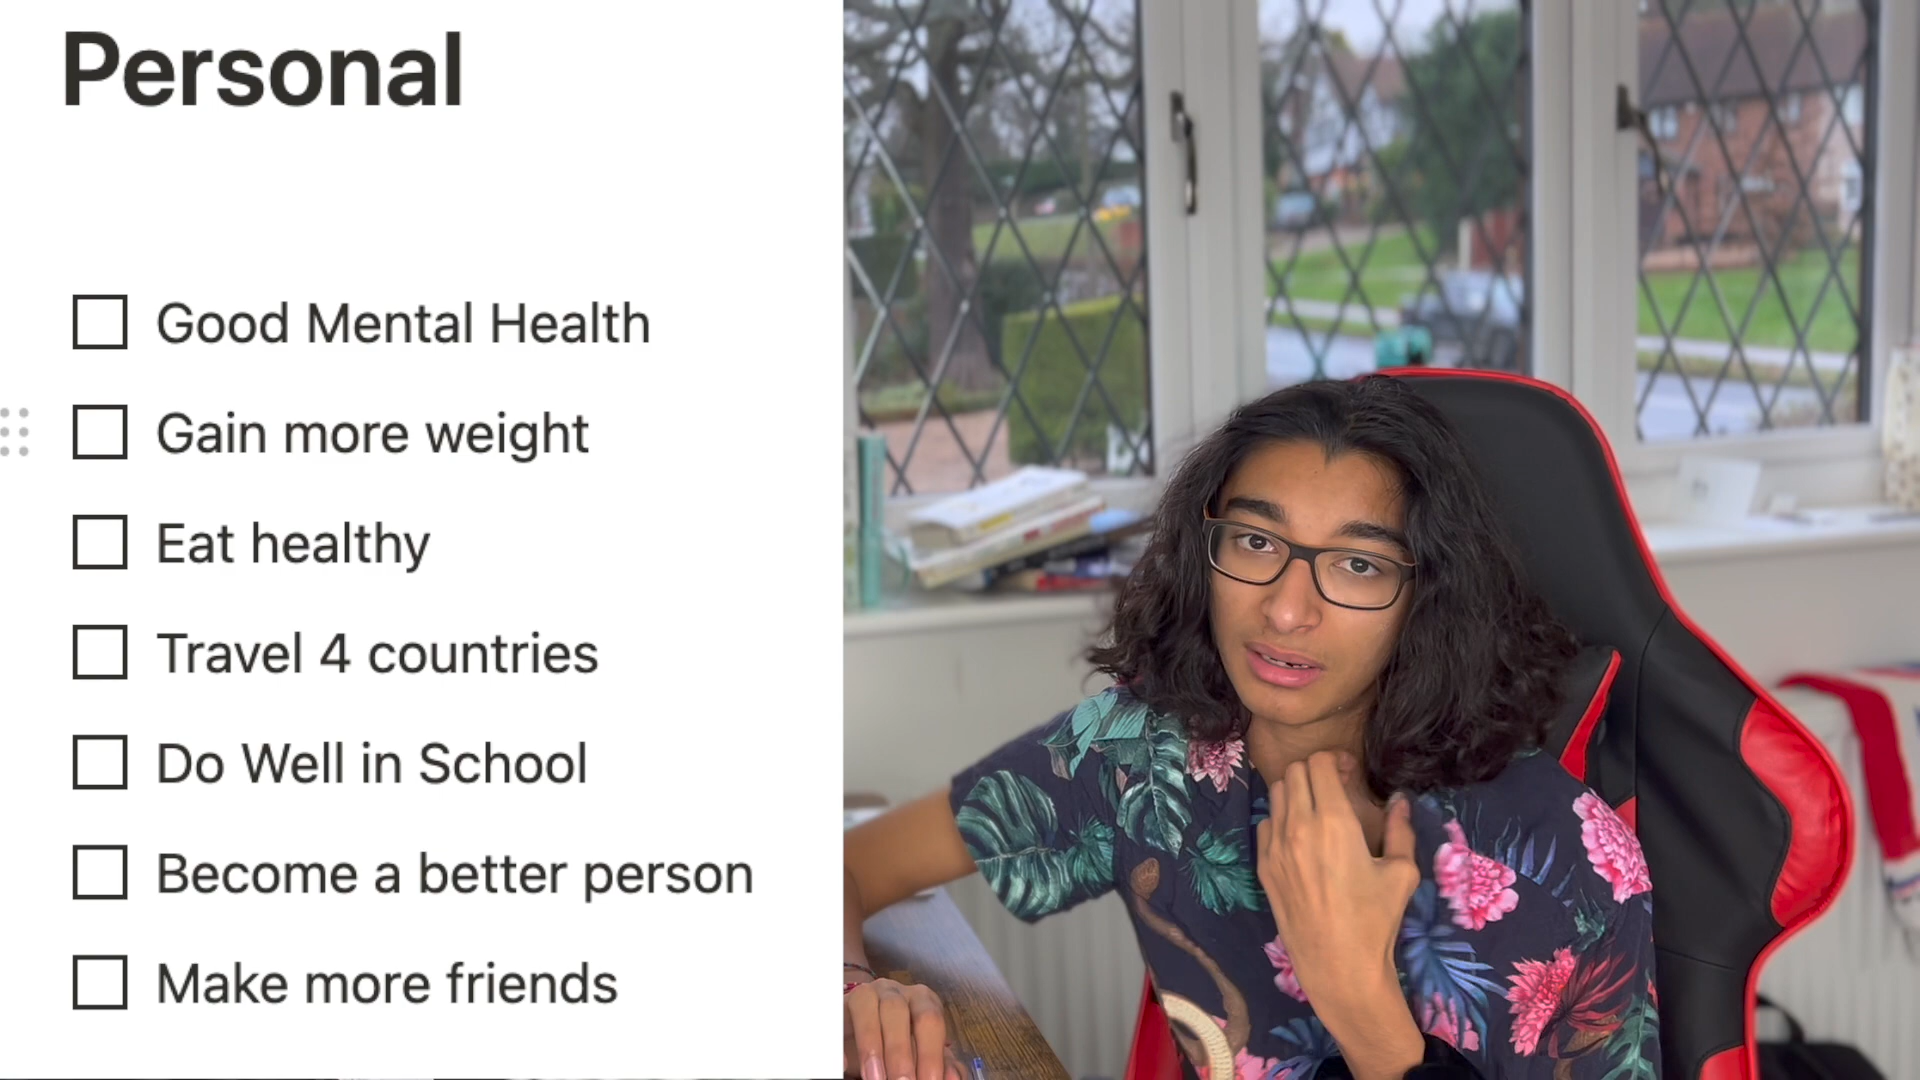 Personal
Good Mental Health
Gain more weight
Eat healthy
Travel 4 countries
Do Well in School
Become a better person
Make more friends